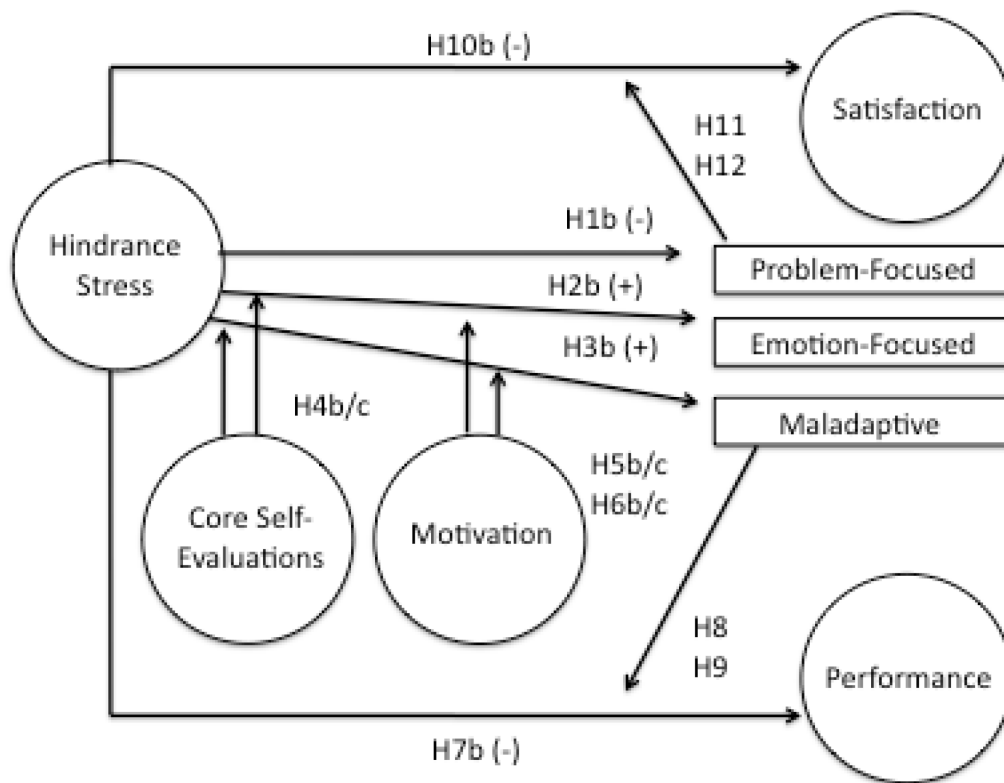 H10b (-)
Satisfaction
H11
H12
Hindrance
Stress
H1b (-)
Problem-Focused
H2b (+)
Emotion-Focused
H3b (+)
Maladaptive
H4b/c
H5b/c
H6b/c
Core Self-
Evaluations
Motivation
H8
H9
Performance
H7b (-)